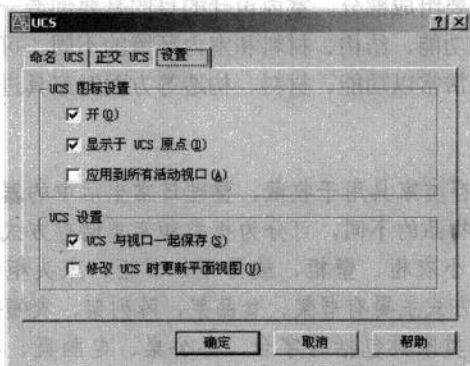 UCS
命名 UCS
正交 UCS
设置
UCS 图标设置
开(O)
显示于 UCS 原点(D)
应用到所有活动视口(A)
UCS 设置
UCS 与视口一起保存(S)
修改 UCS 时更新平面视图(U)
确定
取消
帮助